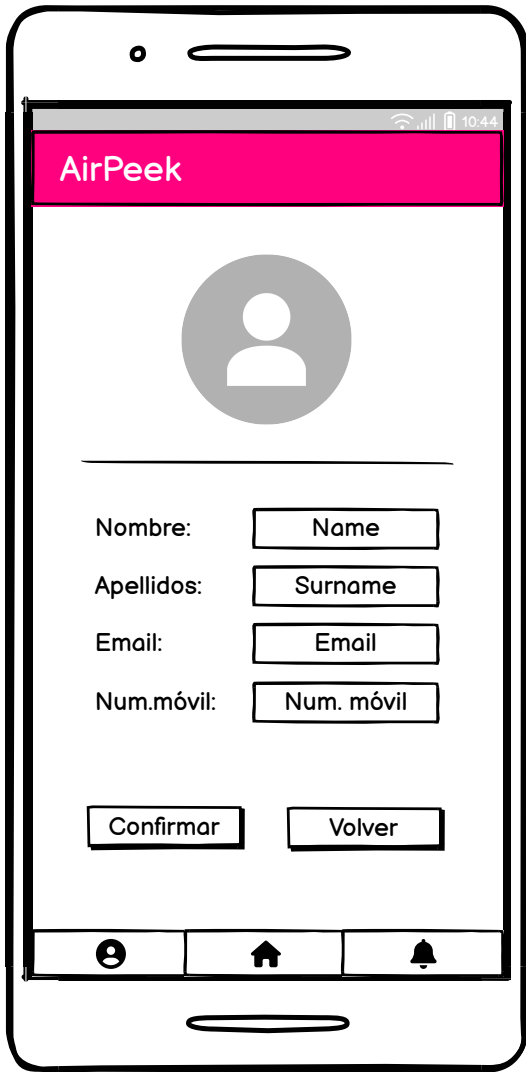 10:44
AirPeek
Nombre: Name
Apellidos: Surname
Email: Email
Num.móvil: Num. móvil
Confirmar Volver